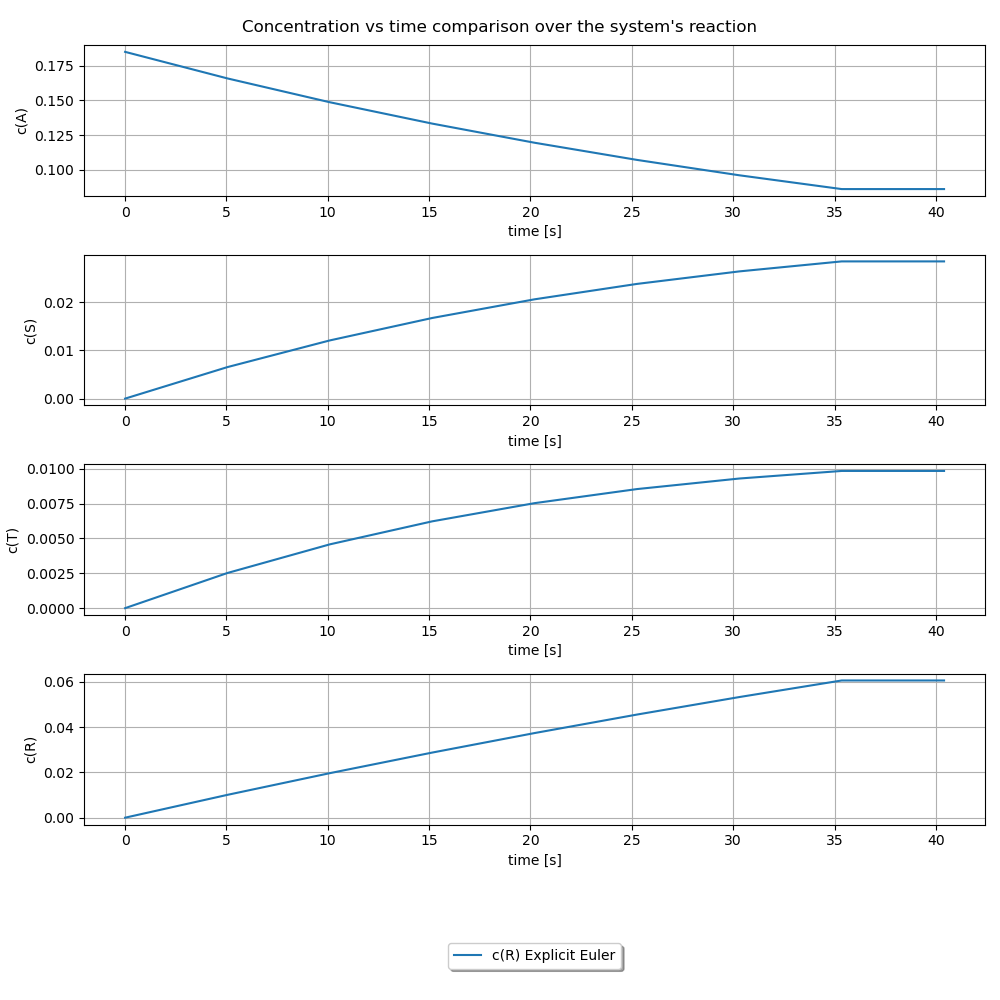 Concentration vs time comparison over the system's reaction
c(A)
0.175
0.150
0.125
0.100
0 5 10 15 20 25 30 35 40
time [s]
c(S)
0.02
0.01
0.00
0 5 10 15 20 25 30 35 40
time [s]
c(T)
0.0100
0.0075
0.0050
0.0025
0.0000
0 5 10 15 20 25 30 35 40
time [s]
c(R)
0.06
0.04
0.02
0.00
0 5 10 15 20 25 30 35 40
time [s]
c(R) Explicit Euler